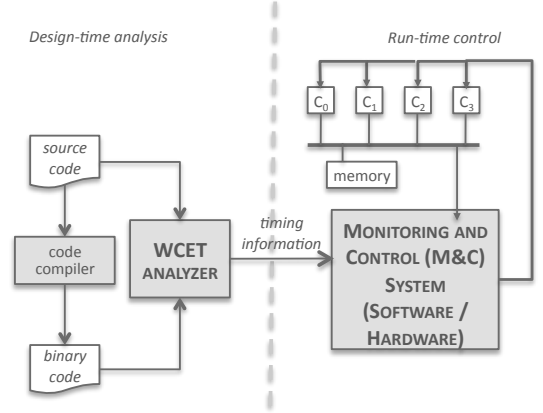 Design-time analysis
Run-time control
C0
C1
C2
C3
memory
source
code
code
compiler
binary
code
WCET
ANALYZER
timing
information
MONITORING AND
CONTROL (M&C)
SYSTEM
(SOFTWARE /
HARDWARE)